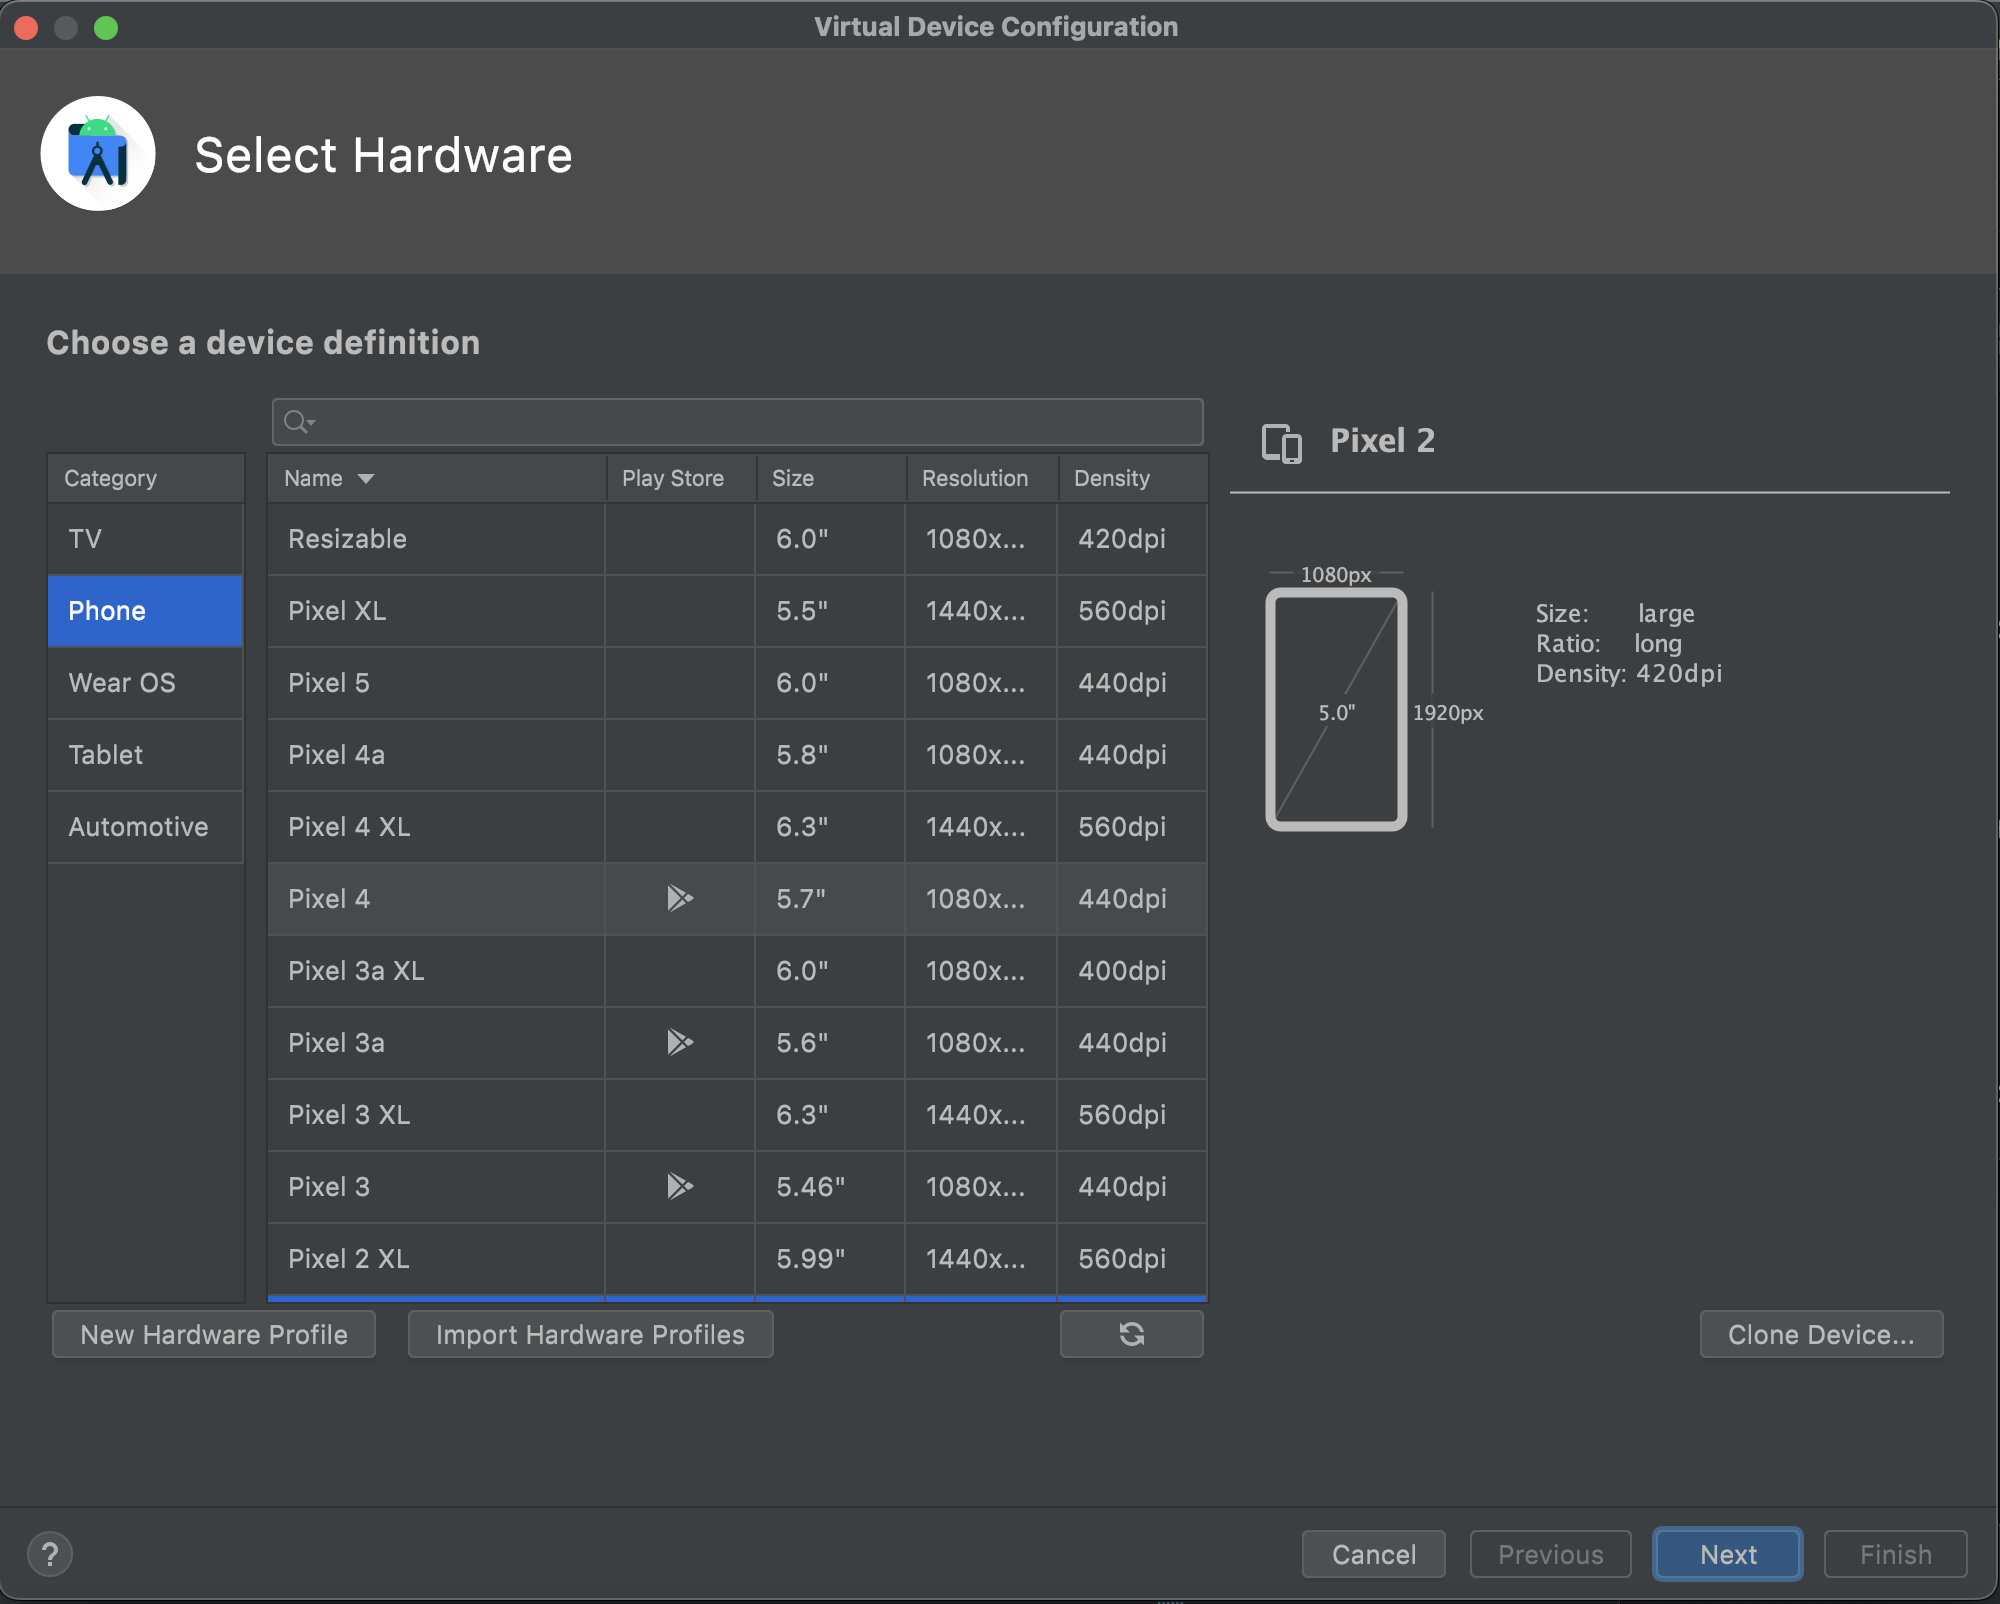 Virtual Device Configuration
Select Hardware
Choose a device definition
Category
TV
Phone
Wear OS
Tablet
Automotive
Name Play Store Size Resolution Density
Resizable 6.0" 1080x... 420dpi
Pixel XL 5.5" 1440x... 560dpi
Pixel 5 6.0" 1080x... 440dpi
Pixel 4a 5.8" 1080x... 440dpi
Pixel 4 XL 6.3" 1440x... 560dpi
Pixel 4 5.7" 1080x... 440dpi
Pixel 3a XL 6.0" 1080x... 400dpi
Pixel 3a 5.6" 1080x... 440dpi
Pixel 3 XL 6.3" 1440x... 560dpi
Pixel 3 5.46" 1080x... 440dpi
Pixel 2 XL 5.99" 1440x... 560dpi
Pixel 2
1080px
5.0"
1920px
Size: large
Ratio: long
Density: 420dpi
New Hardware Profile
Import Hardware Profiles
Clone Device...
?
Cancel
Previous
Next
Finish